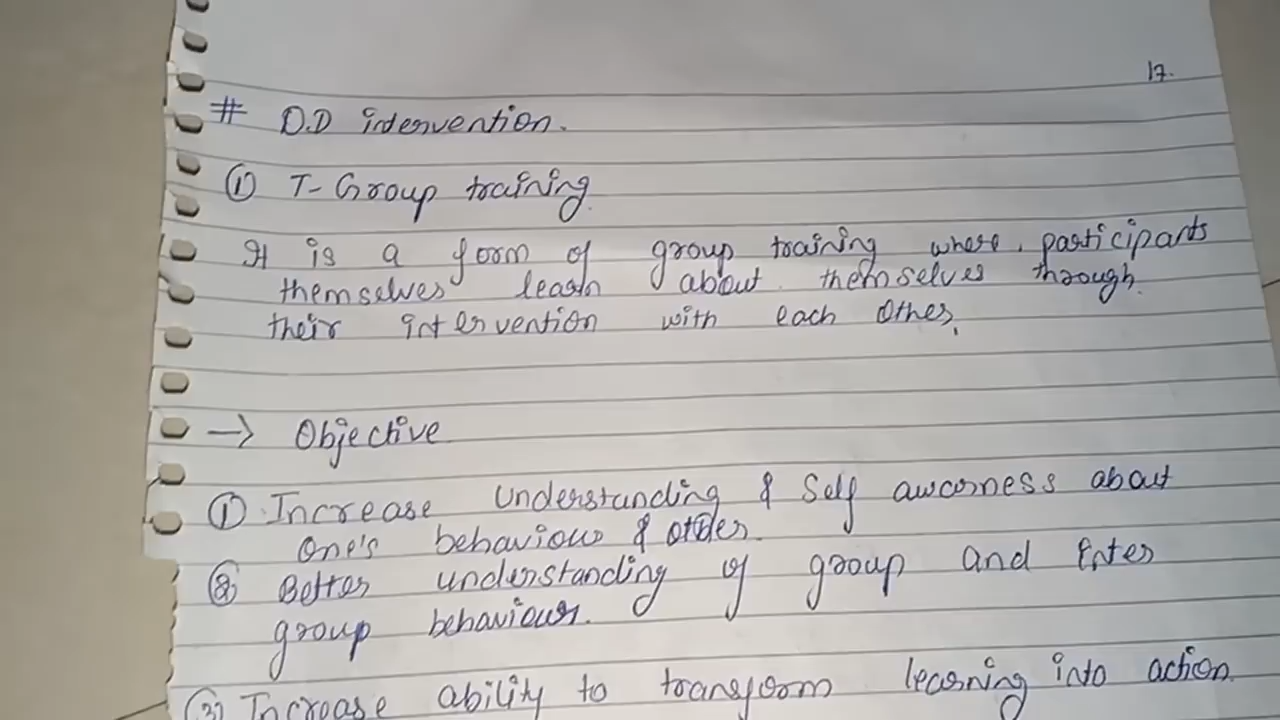 17.
# O.D intervention.
① T-Group training.
It is a form of group training where participants
themselves learn about themselves through
their intervention with each other.
→ Objective
① Increase understanding & Self awarness about
one's behaviour & other.
② Better understanding of group and Inter
group behaviour.
③ Increase ability to transform learning into action